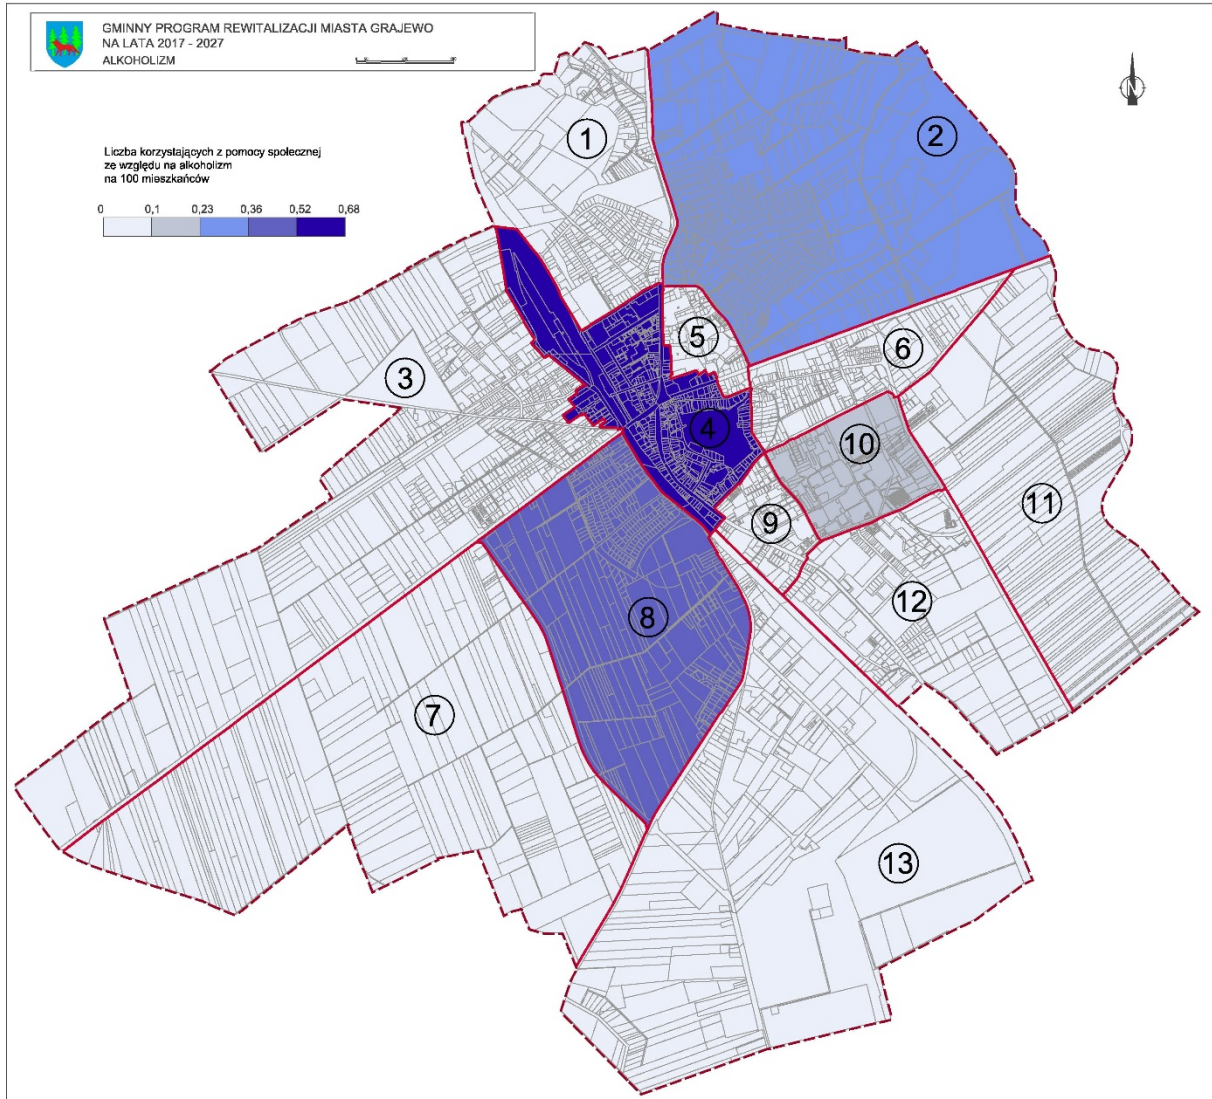 GMINNY PROGRAM REWITALIZACJI MIASTA GRAJEWO
NA LATA 2017 - 2027
ALKOHOLIZM
N
Liczba korzystających z pomocy społecznej
ze względu na alkoholizm
na 100 mieszkańców
0 0,1 0,23 0,36 0,52 0,68
1
2
3
4
5
6
7
8
9
10
11
12
13